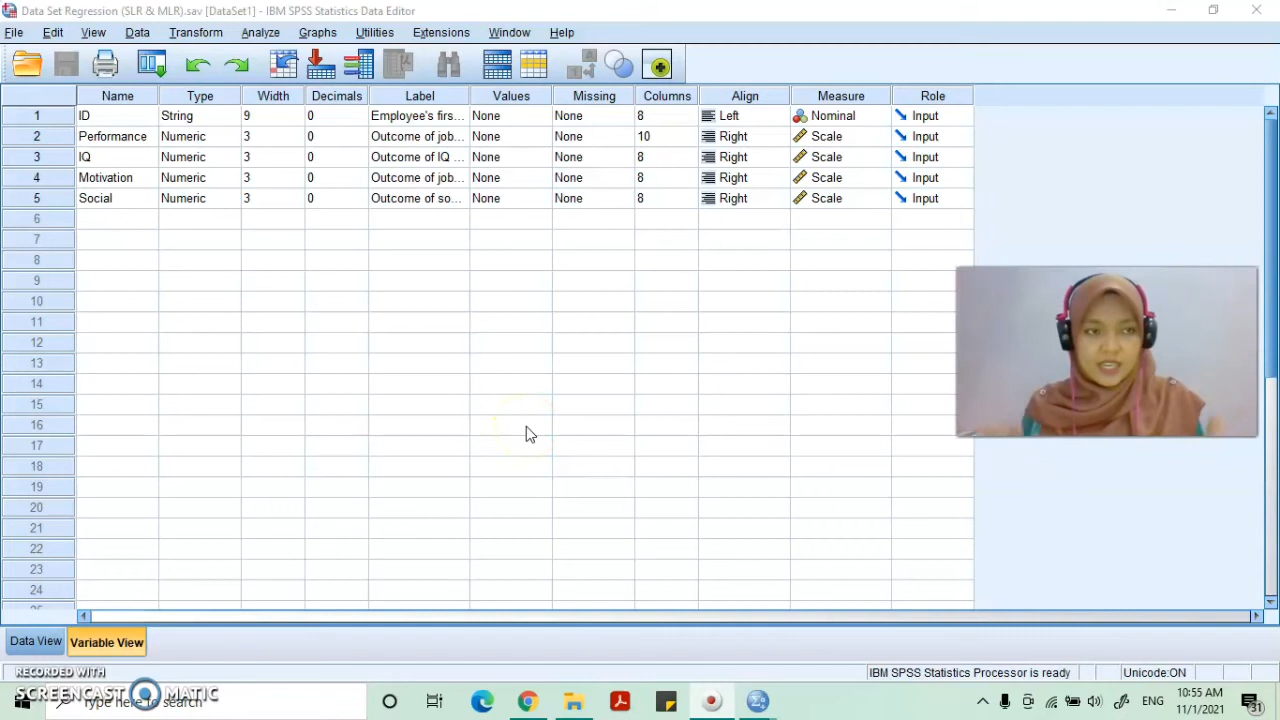 Data Set Regression (SLR & MLR).sav [DataSet1] - IBM SPSS Statistics Data Editor
File Edit View Data Transform Analyze Graphs Utilities Extensions Window Help
Name Type Width Decimals Label Values Missing Columns Align Measure Role
1 ID String 9 0 Employee's firs... None None 8 Left Nominal Input
2 Performance Numeric 3 0 Outcome of job... None None 10 Right Scale Input
3 IQ Numeric 3 0 Outcome of IQ ... None None 8 Right Scale Input
4 Motivation Numeric 3 0 Outcome of job... None None 8 Right Scale Input
5 Social Numeric 3 0 Outcome of so... None None 8 Right Scale Input
6
7
8
9
10
11
12
13
14
15
16
17
18
19
20
21
22
23
24
Data View Variable View
IBM SPSS Statistics Processor is ready Unicode:ON
RECORDED WITH
SCREENCAST MATIC
Type here to search
ENG
10:55 AM
11/1/2021
31